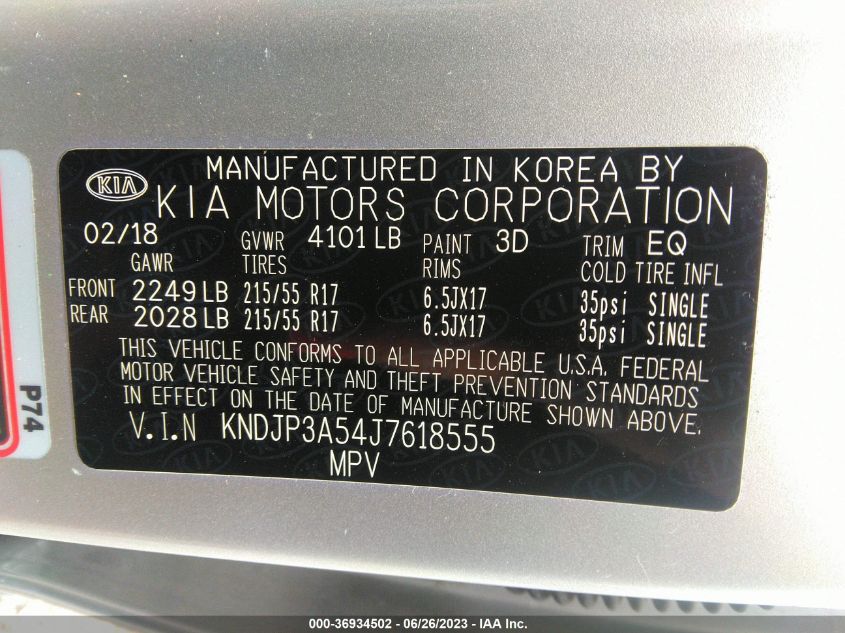 MANUFACTURED IN KOREA BY
KIA KIA MOTORS CORPORATION
02/18 GVWR 4101 LB PAINT 3D TRIM EQ
GAWR TIRES RIMS COLD TIRE INFL
FRONT 2249 LB 215/55 R17 6.5JX17 35psi SINGLE
REAR 2028 LB 215/55 R17 6.5JX17 35psi SINGLE
THIS VEHICLE CONFORMS TO ALL APPLICABLE U.S.A. FEDERAL
MOTOR VEHICLE SAFETY AND THEFT PREVENTION STANDARDS
IN EFFECT ON THE DATE OF MANUFACTURE SHOWN ABOVE.
V.I.N KNDJP3A54J7618555
MPV
P74
000-36934502 - 06/26/2023 - IAA Inc.